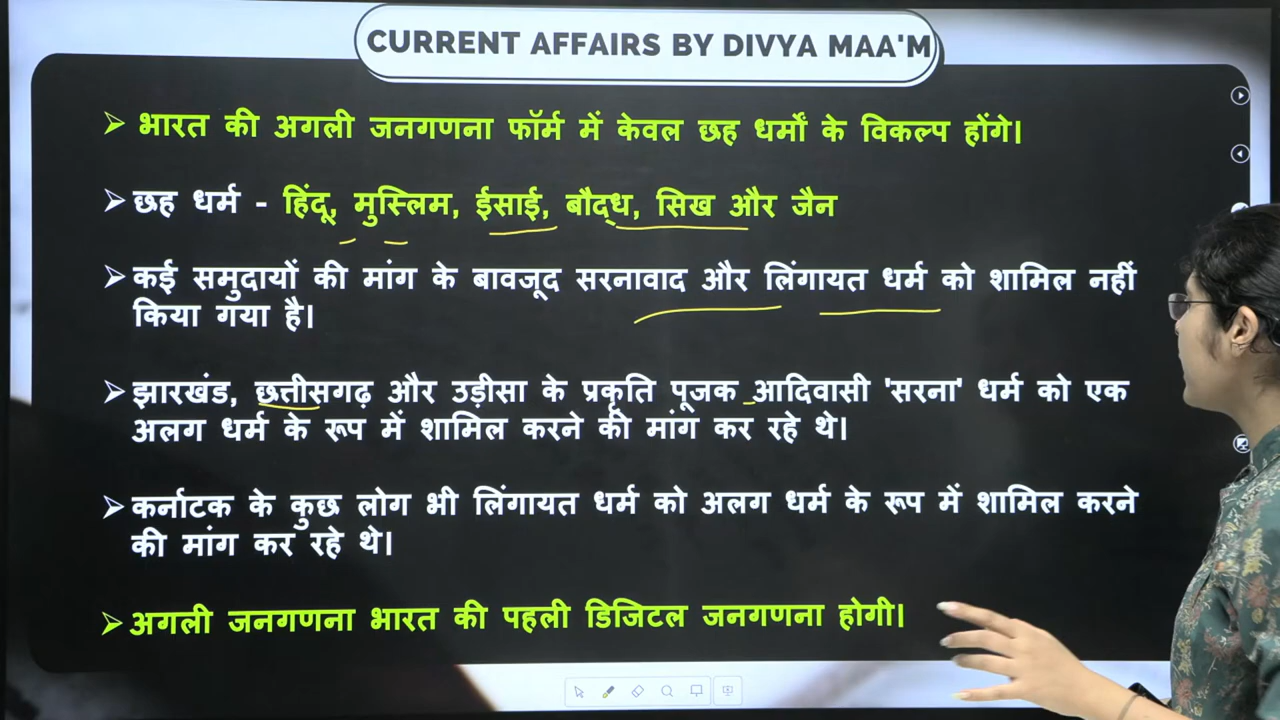 CURRENT AFFAIRS BY DIVYA MAA'M
भारत की अगली जनगणना फॉर्म में केवल छह धर्मों के विकल्प होंगे।
छह धर्म - हिंदू, मुस्लिम, ईसाई, बौद्ध, सिख और जैन
कई समुदायों की मांग के बावजूद सरनावाद और लिंगायत धर्म को शामिल नहीं
किया गया है।
झारखंड, छत्तीसगढ़ और उड़ीसा के प्रकृति पूजक आदिवासी 'सरना' धर्म को एक
अलग धर्म के रूप में शामिल करने की मांग कर रहे थे।
कर्नाटक के कुछ लोग भी लिंगायत धर्म को अलग धर्म के रूप में शामिल करने
की मांग कर रहे थे।
अगली जनगणना भारत की पहली डिजिटल जनगणना होगी।